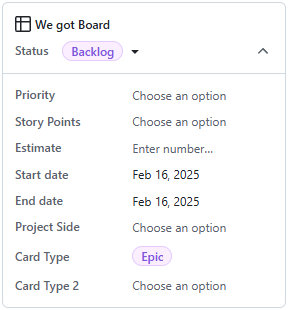 We got Board
Status Backlog
Priority Choose an option
Story Points Choose an option
Estimate Enter number...
Start date Feb 16, 2025
End date Feb 16, 2025
Project Side Choose an option
Card Type Epic
Card Type 2 Choose an option